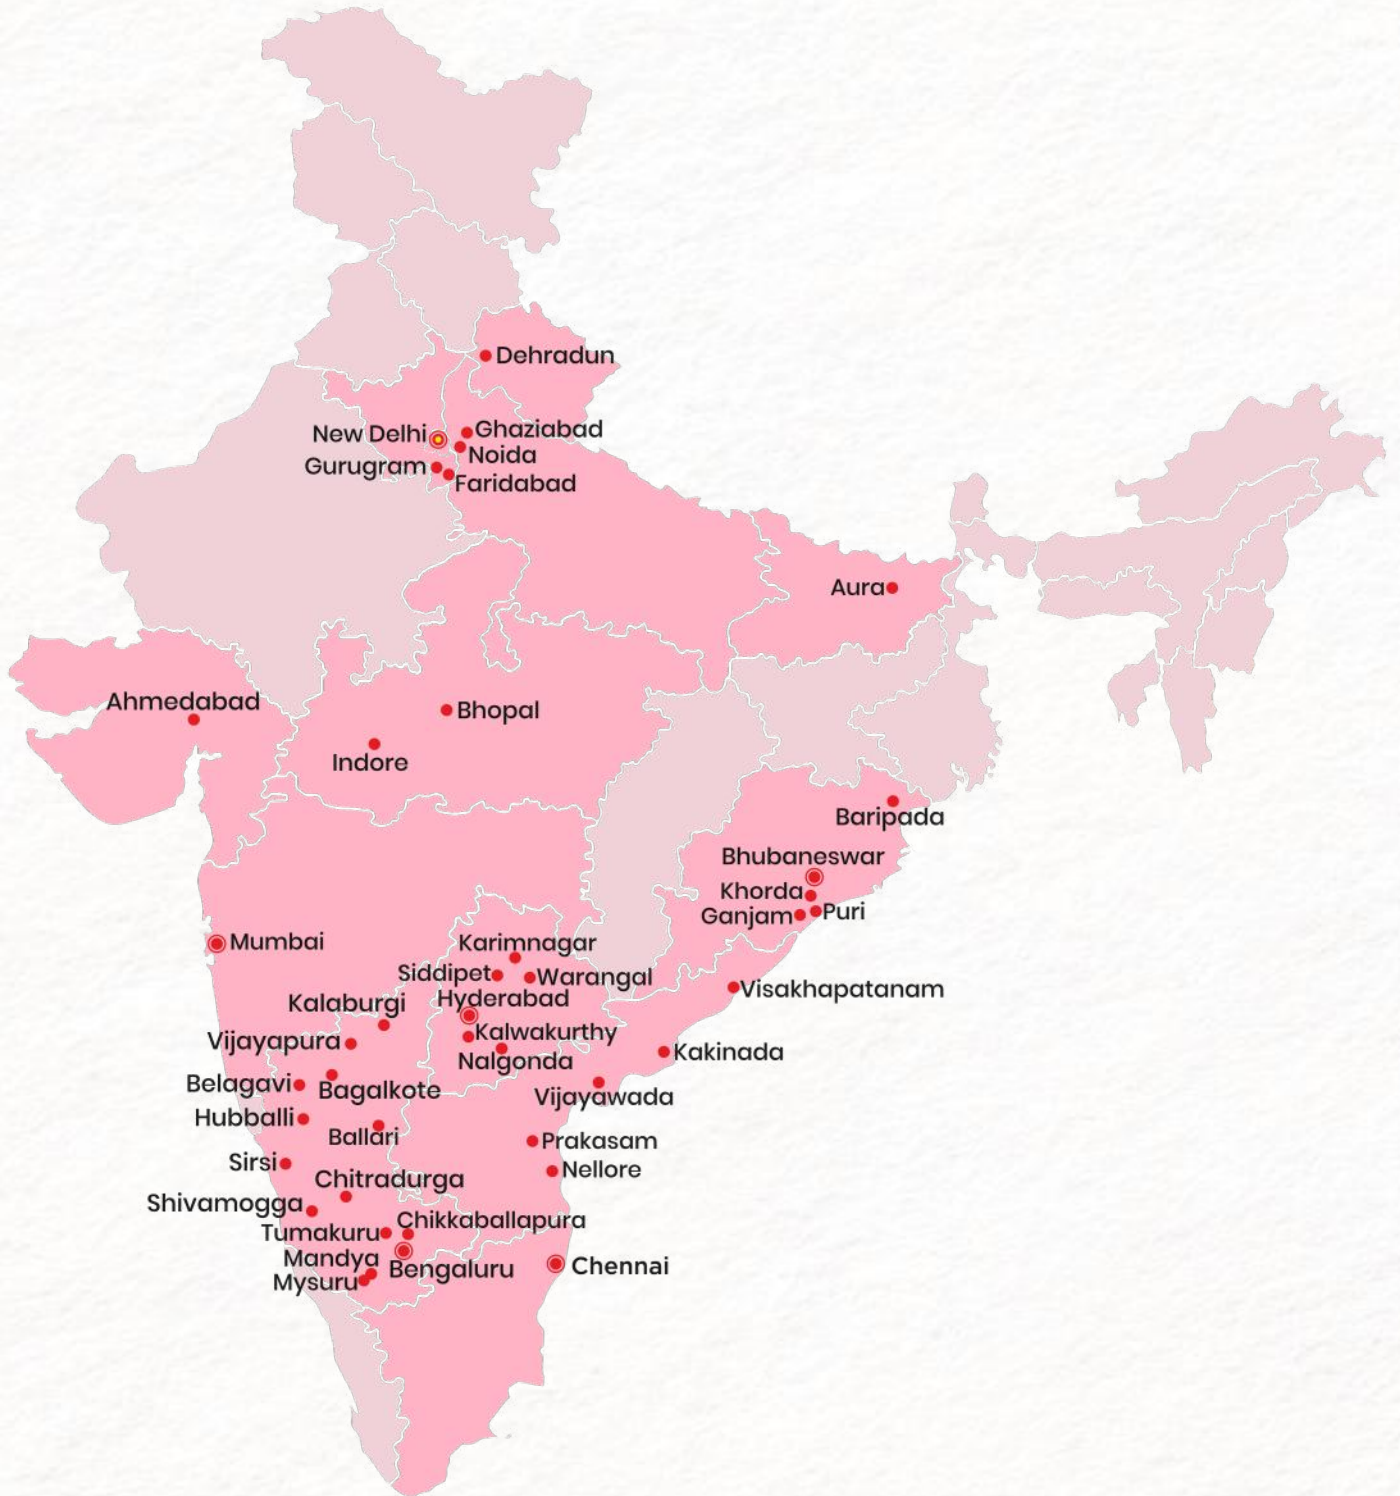 Dehradun
New Delhi
Ghaziabad
Noida
Gurugram
Faridabad
Aura
Ahmedabad
Bhopal
Indore
Baripada
Bhubaneswar
Khorda
Ganjam
Puri
Mumbai
Karimnagar
Siddipet
Warangal
Hyderabad
Visakhapatanam
Kalaburgi
Kalwakurthy
Vijayapura
Kakinada
Nalgonda
Belagavi
Bagalkote
Vijayawada
Hubballi
Ballari
Prakasam
Sirsi
Nellore
Chitradurga
Shivamogga
Chikkaballapura
Tumakuru
Mandya
Bengaluru
Chennai
Mysuru